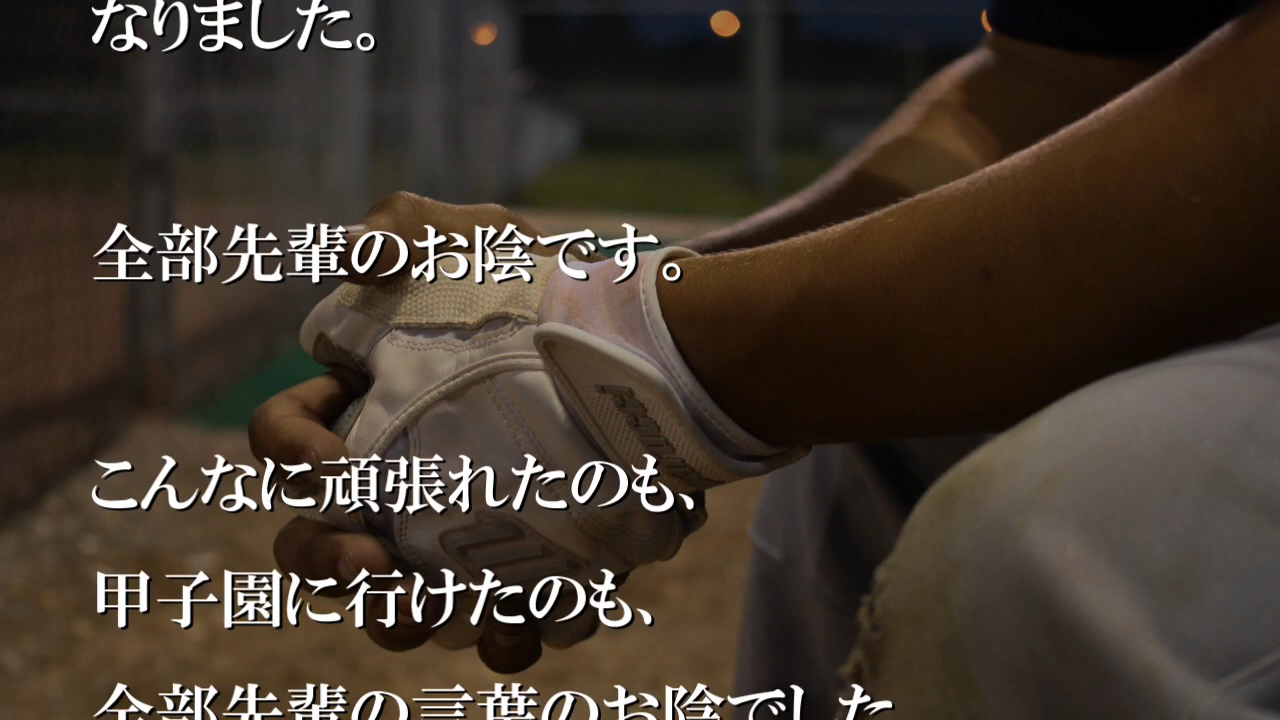 なりました。
全部先輩のお陰です。
こんなに頑張れたのも、
甲子園に行けたのも、
全部先輩の言葉のお陰でした